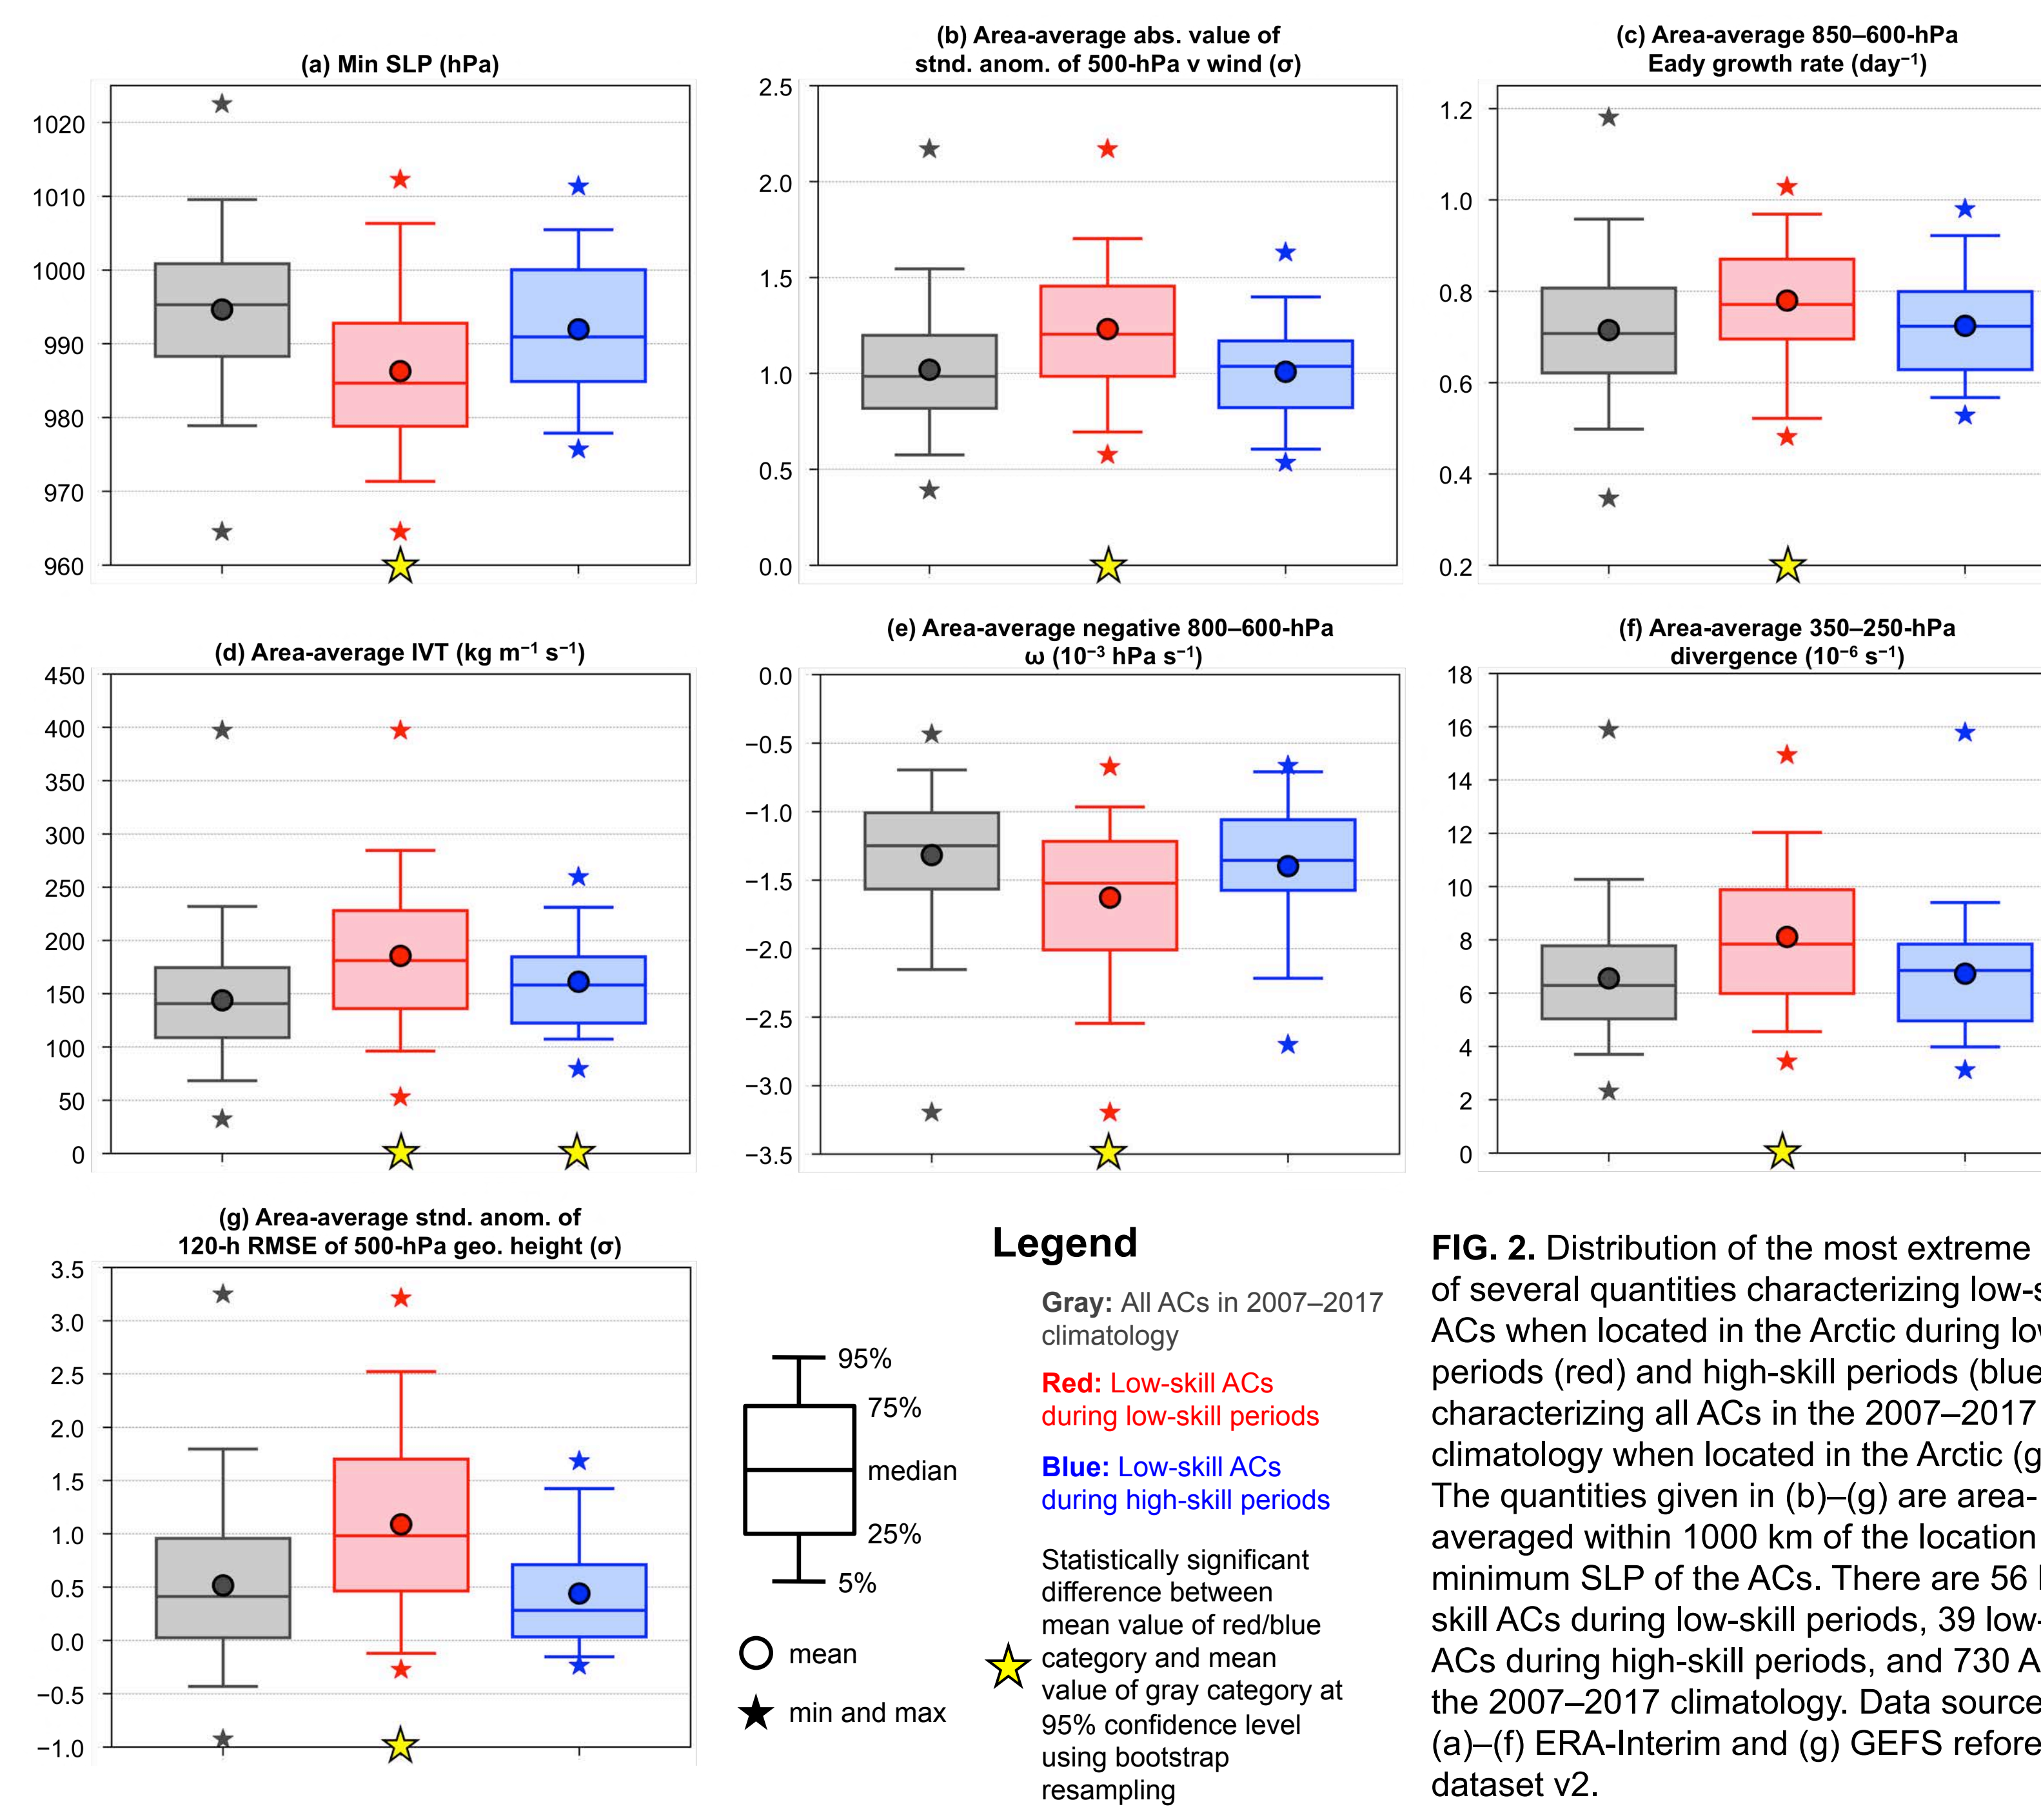 (a) Min SLP (hPa)
1020
1010
1000
990
980
970
960
(b) Area-average abs. value of
stnd. anom. of 500-hPa v wind (σ)
2.5
2.0
1.5
1.0
0.5
0.0
(c) Area-average 850–600-hPa
Eady growth rate (day⁻¹)
1.2
1.0
0.8
0.6
0.4
0.2
(d) Area-average IVT (kg m⁻¹ s⁻¹)
450
400
350
300
250
200
150
100
50
0
(e) Area-average negative 800–600-hPa
ω (10⁻³ hPa s⁻¹)
0.0
−0.5
−1.0
−1.5
−2.0
−2.5
−3.0
−3.5
(f) Area-average 350–250-hPa
divergence (10⁻⁶ s⁻¹)
18
16
14
12
10
8
6
4
2
0
(g) Area-average stnd. anom. of
120-h RMSE of 500-hPa geo. height (σ)
3.5
3.0
2.5
2.0
1.5
1.0
0.5
0.0
−0.5
−1.0
Legend
95%
75%
median
25%
5%
mean
min and max
Gray: All ACs in 2007–2017
climatology
Red: Low-skill ACs
during low-skill periods
Blue: Low-skill ACs
during high-skill periods
Statistically significant
difference between
mean value of red/blue
category and mean
value of gray category at
95% confidence level
using bootstrap
resampling
FIG. 2. Distribution of the most extreme
of several quantities characterizing low-s
ACs when located in the Arctic during lo
periods (red) and high-skill periods (blue
characterizing all ACs in the 2007–2017
climatology when located in the Arctic (g
The quantities given in (b)–(g) are area-
averaged within 1000 km of the location
minimum SLP of the ACs. There are 56
skill ACs during low-skill periods, 39 low-
ACs during high-skill periods, and 730 A
the 2007–2017 climatology. Data source
(a)–(f) ERA-Interim and (g) GEFS refore
dataset v2.